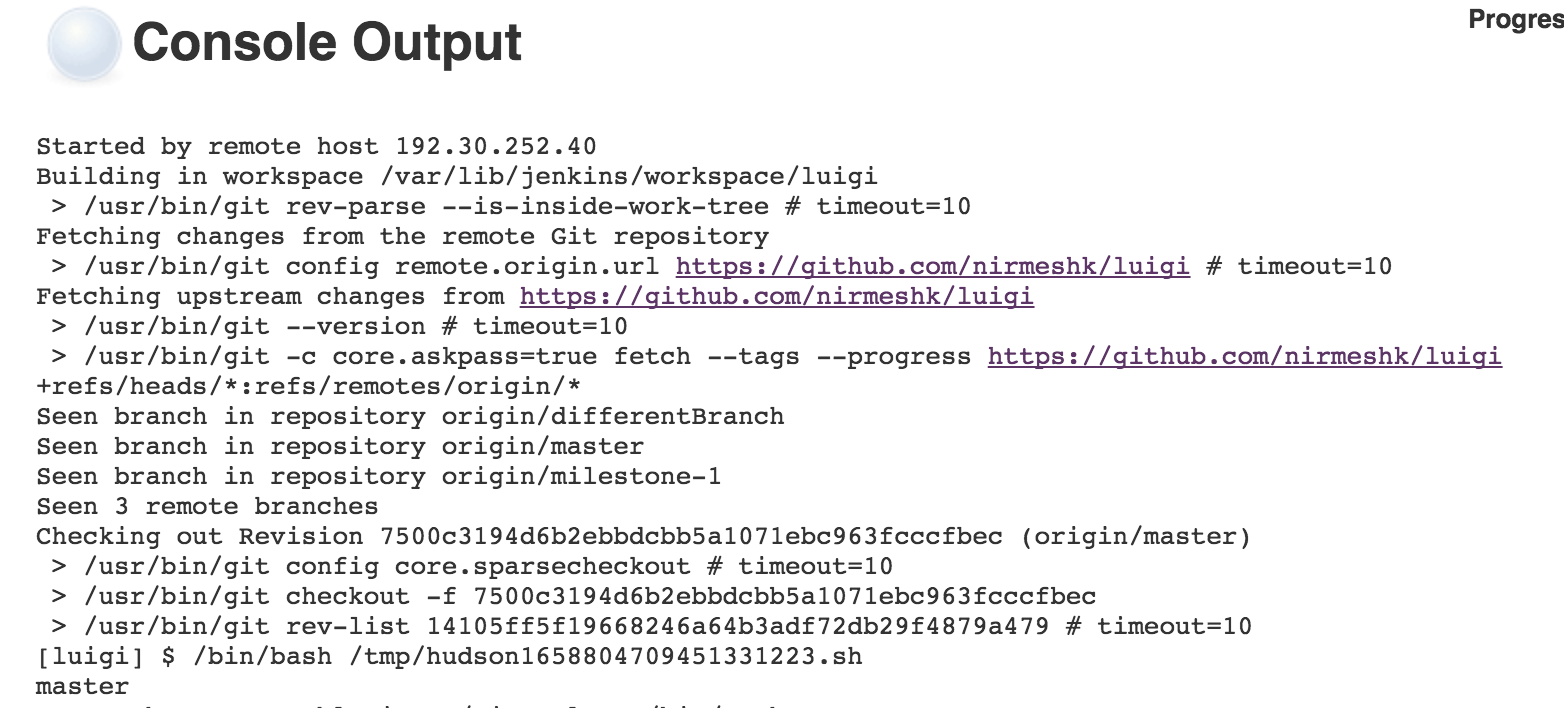 Console Output
Progres
Started by remote host 192.30.252.40
Building in workspace /var/lib/jenkins/workspace/luigi
 > /usr/bin/git rev-parse --is-inside-work-tree # timeout=10
Fetching changes from the remote Git repository
 > /usr/bin/git config remote.origin.url https://github.com/nirmeshk/luigi # timeout=10
Fetching upstream changes from https://github.com/nirmeshk/luigi
 > /usr/bin/git --version # timeout=10
 > /usr/bin/git -c core.askpass=true fetch --tags --progress https://github.com/nirmeshk/luigi
+refs/heads/*:refs/remotes/origin/*
Seen branch in repository origin/differentBranch
Seen branch in repository origin/master
Seen branch in repository origin/milestone-1
Seen 3 remote branches
Checking out Revision 7500c3194d6b2ebbdcbb5a1071ebc963fcccfbec (origin/master)
 > /usr/bin/git config core.sparsecheckout # timeout=10
 > /usr/bin/git checkout -f 7500c3194d6b2ebbdcbb5a1071ebc963fcccfbec
 > /usr/bin/git rev-list 14105ff5f19668246a64b3adf72db29f4879a479 # timeout=10
[luigi] $ /bin/bash /tmp/hudson1658804709451331223.sh
master